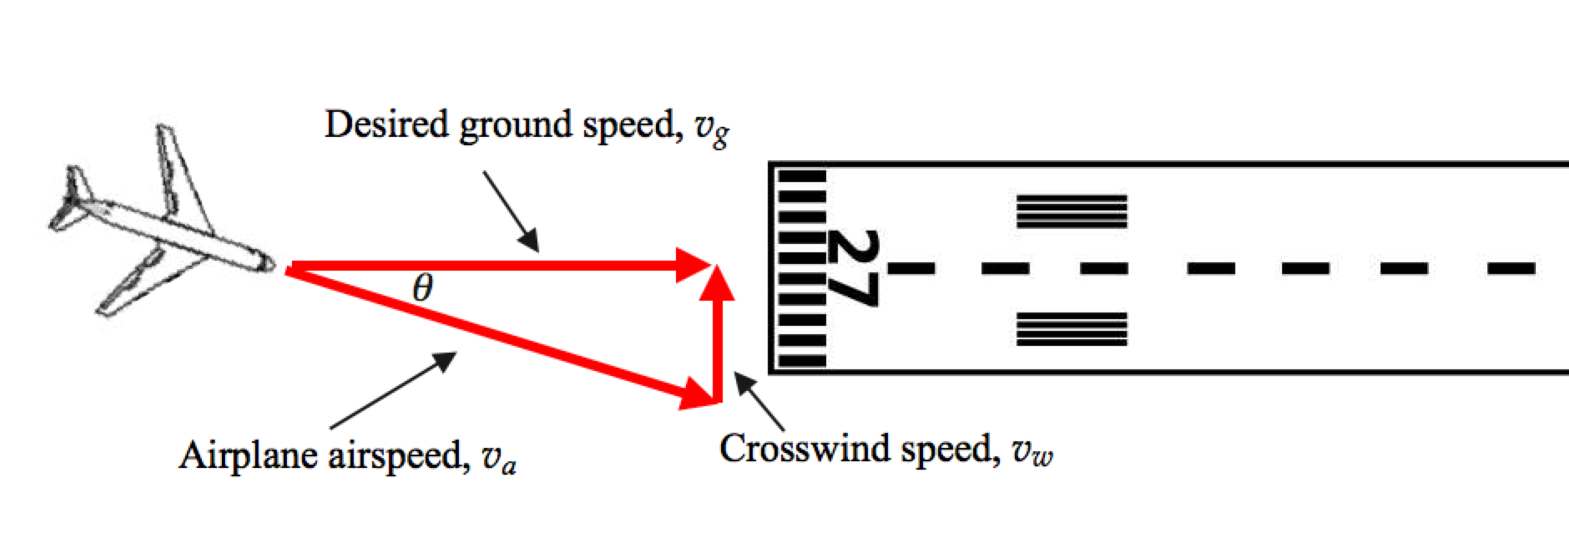 Desired ground speed, v_g
27
θ
Airplane airspeed, v_a
Crosswind speed, v_w